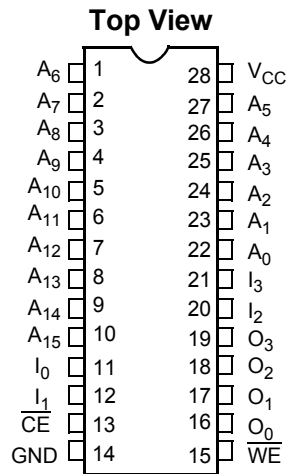 Top View
A6 1 28 VCC
A7 2 27 A5
A8 3 26 A4
A9 4 25 A3
A10 5 24 A2
A11 6 23 A1
A12 7 22 A0
A13 8 21 I3
A14 9 20 I2
A15 10 19 O3
I0 11 18 O2
I1 12 17 O1
C̅E̅ 13 16 O0
GND 14 15 W̅E̅